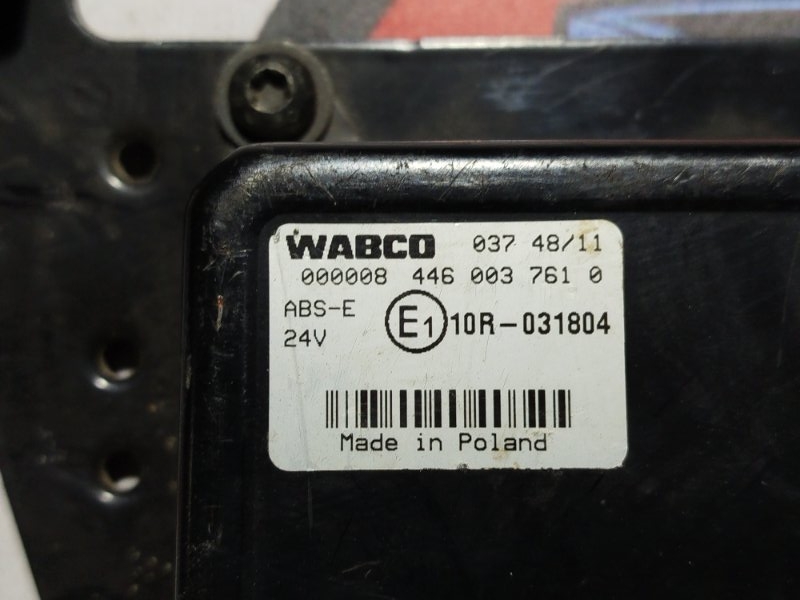 WABCO 037 48/11
000008 446 003 761 0
ABS-E
24V
E1 10R-031804
Made in Poland